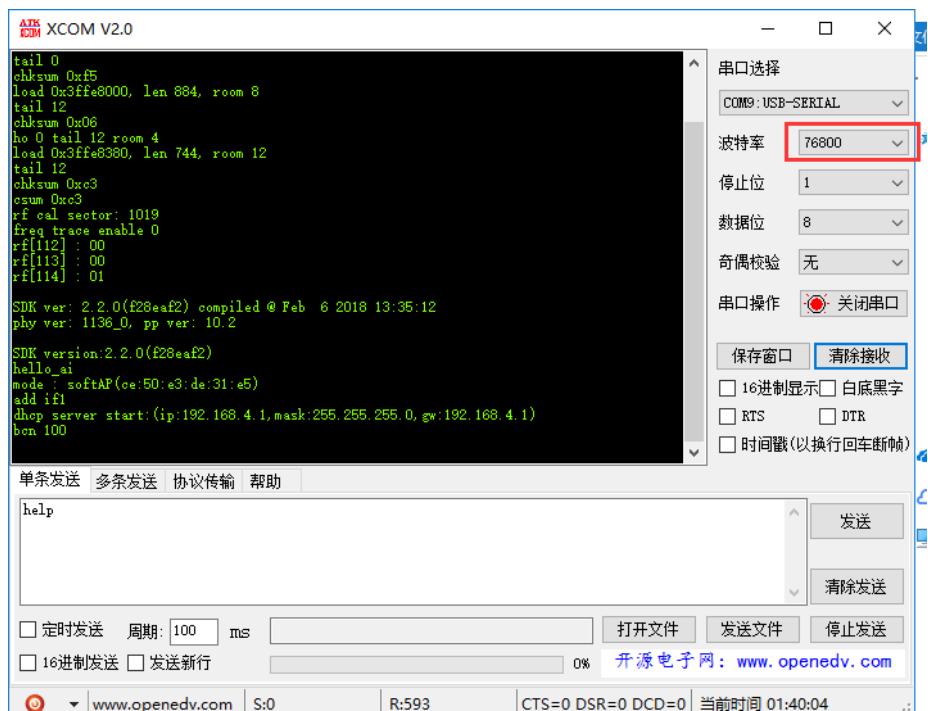 ATK
XCOM
XCOM V2.0
tail 0
chksum 0xf5
load 0x3ffe8000, len 884, room 8
tail 12
chksum 0x06
ho 0 tail 12 room 4
load 0x3ffe8380, len 744, room 12
tail 12
chksum 0xc3
csum 0xc3
rf cal sector: 1019
freq trace enable 0
rf[112] : 00
rf[113] : 00
rf[114] : 01
SDK ver: 2.2.0(f28eaf2) compiled @ Feb  6 2018 13:35:12
phy ver: 1136_0, pp ver: 10.2
SDK version:2.2.0(f28eaf2)
hello_ai
mode : softAP(ce:50:e3:de:31:e5)
add if1
dhcp server start:(ip:192.168.4.1,mask:255.255.255.0,gw:192.168.4.1)
bcn 100
串口选择
COM9:USB-SERIAL
波特率 76800
停止位 1
数据位 8
奇偶校验 无
串口操作 关闭串口
保存窗口 清除接收
16进制显示 白底黑字
RTS DTR
时间戳(以换行回车断帧)
单条发送 多条发送 协议传输 帮助
help
发送
清除发送
定时发送 周期: 100 ms 打开文件 发送文件 停止发送
16进制发送 发送新行 0% 开源电子网: www.openedv.com
www.openedv.com S:0 R:593 CTS=0 DSR=0 DCD=0 当前时间 01:40:04